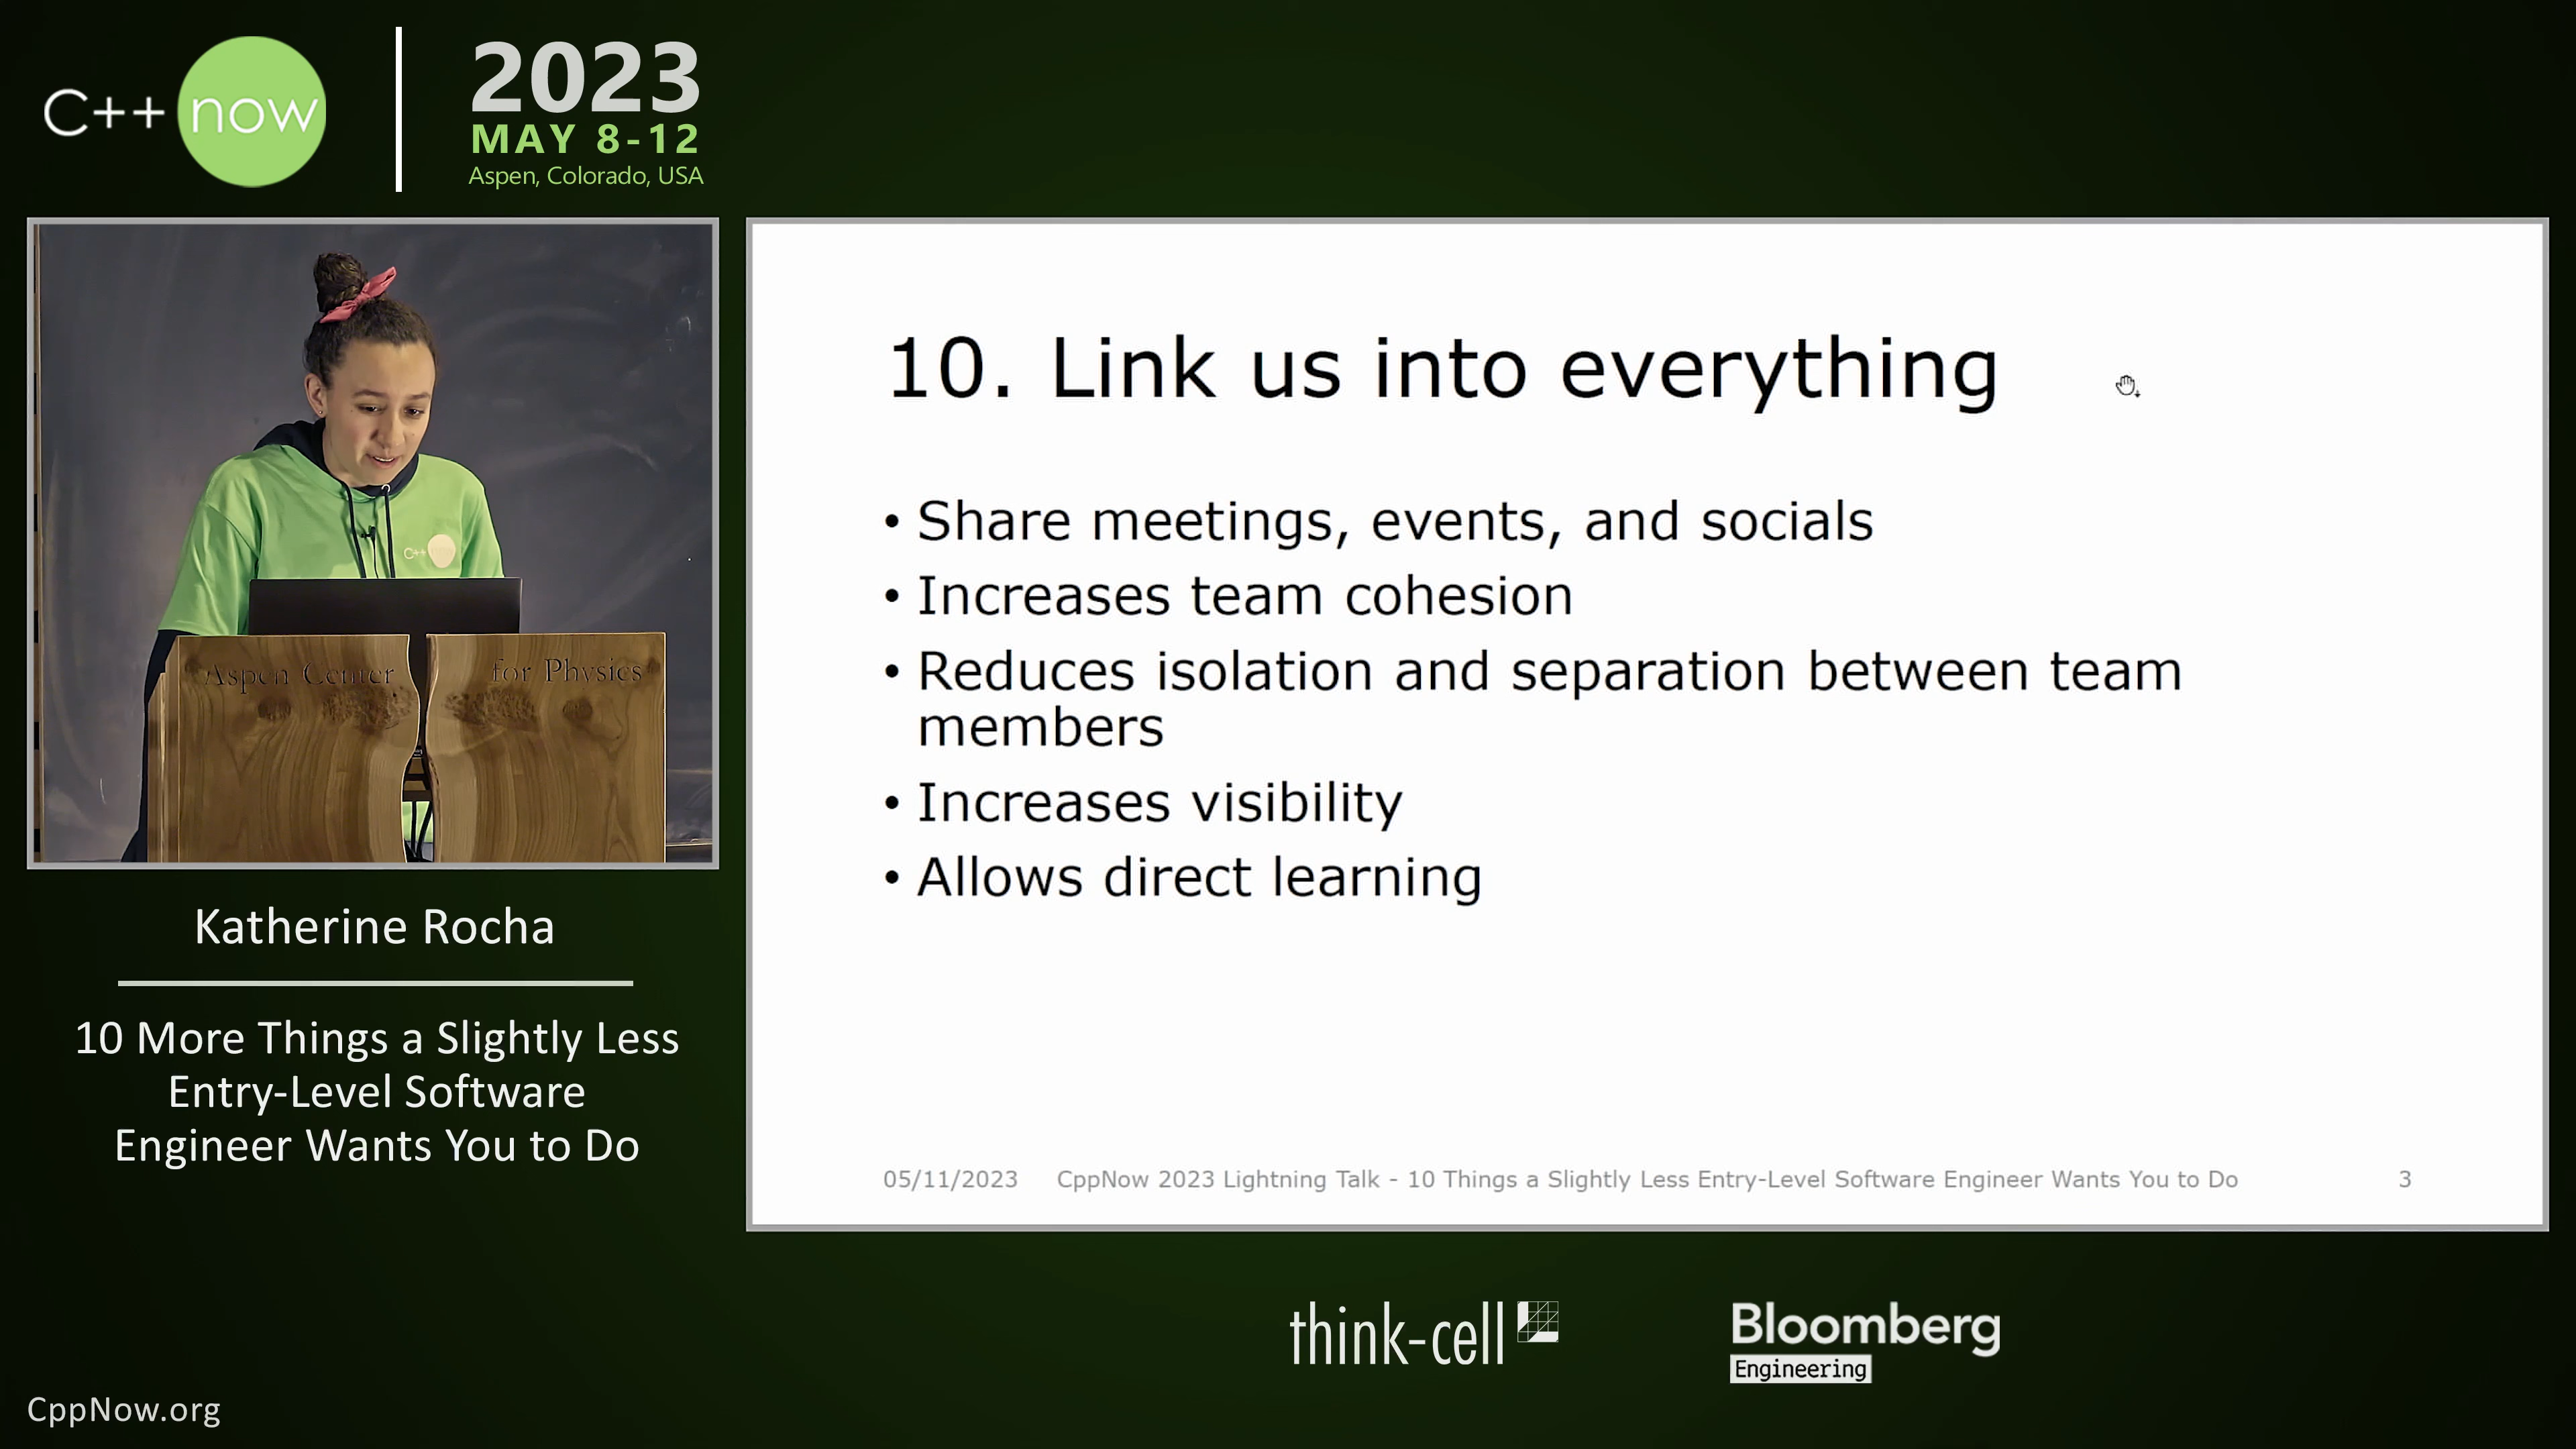 C++ now
2023
MAY 8-12
Aspen, Colorado, USA
C++
Aspen Center for Physics
Katherine Rocha
10 More Things a Slightly Less
Entry-Level Software
Engineer Wants You to Do
10. Link us into everything
• Share meetings, events, and socials
• Increases team cohesion
• Reduces isolation and separation between team
members
• Increases visibility
• Allows direct learning
05/11/2023 CppNow 2023 Lightning Talk - 10 Things a Slightly Less Entry-Level Software Engineer Wants You to Do 3
think-cell
Bloomberg
Engineering
CppNow.org